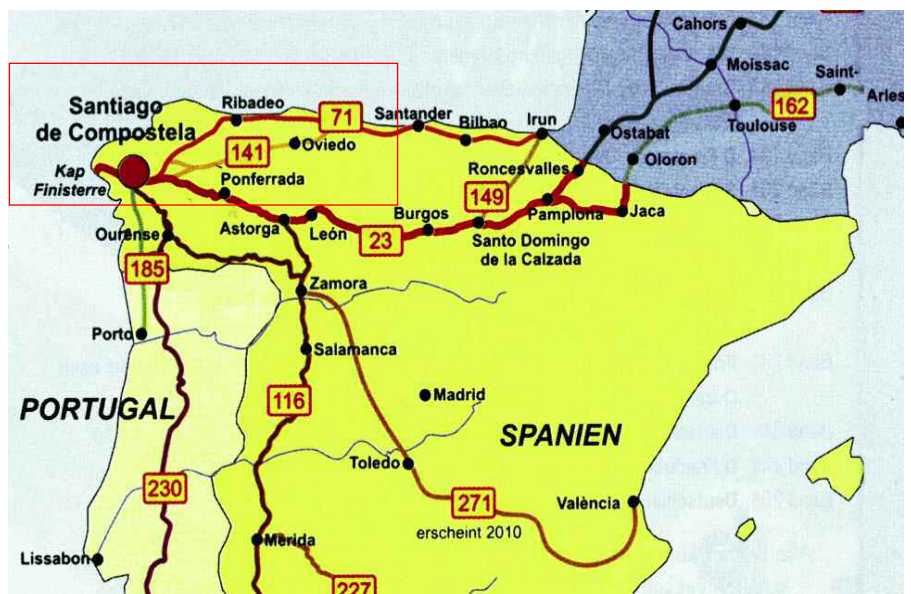 Cahors
Moissac
Saint-
Arles
162
Toulouse
Ostabat
Oloron
Santiago
de Compostela
Ribadeo
71
Santander
Bilbao
Irun
141
Oviedo
Kap
Finisterre
Ponferrada
Roncesvalles
149
Pamplona
Jaca
Astorga
León
23
Burgos
Santo Domingo
de la Calzada
Ourense
185
Zamora
Porto
Salamanca
116
Madrid
PORTUGAL
SPANIEN
Toledo
230
271
erscheint 2010
València
Lissabon
Mérida
227